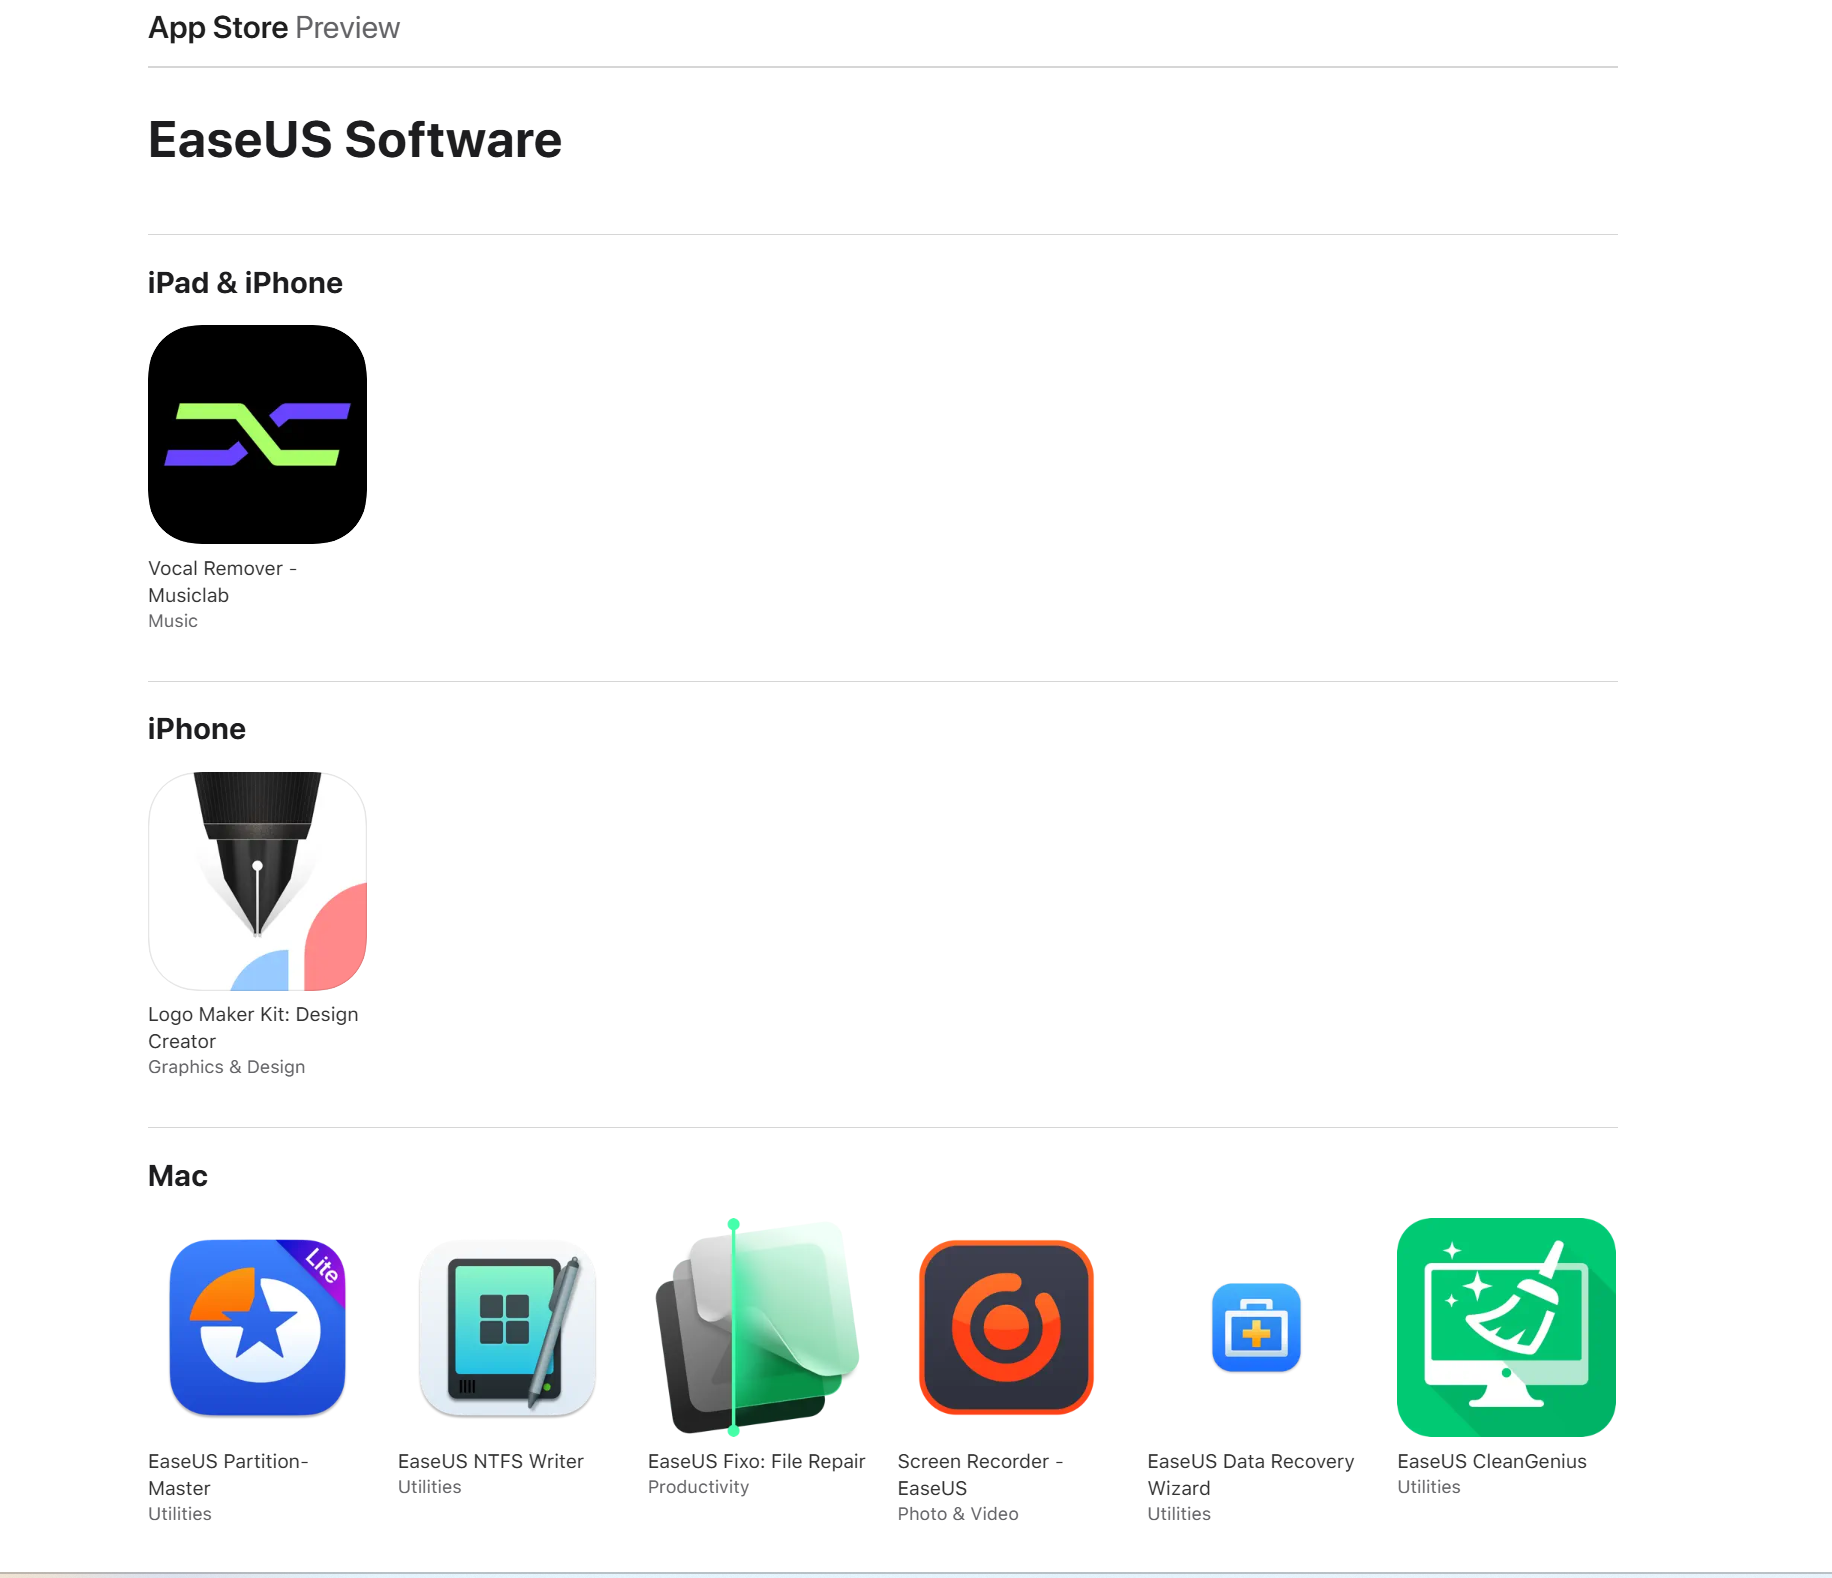 App Store Preview
EaseUS Software
iPad & iPhone
Vocal Remover -
Musiclab
Music
iPhone
Logo Maker Kit: Design
Creator
Graphics & Design
Mac
Lite
EaseUS Partition-
Master
Utilities
EaseUS NTFS Writer
Utilities
EaseUS Fixo: File Repair
Productivity
Screen Recorder -
EaseUS
Photo & Video
EaseUS Data Recovery
Wizard
Utilities
EaseUS CleanGenius
Utilities